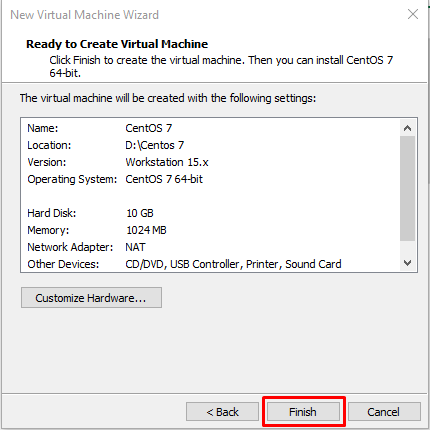 New Virtual Machine Wizard
Ready to Create Virtual Machine
Click Finish to create the virtual machine. Then you can install CentOS 7
64-bit.
The virtual machine will be created with the following settings:
Name: CentOS 7
Location: D:\Centos 7
Version: Workstation 15.x
Operating System: CentOS 7 64-bit
Hard Disk: 10 GB
Memory: 1024 MB
Network Adapter: NAT
Other Devices: CD/DVD, USB Controller, Printer, Sound Card
Customize Hardware...
< Back Finish Cancel